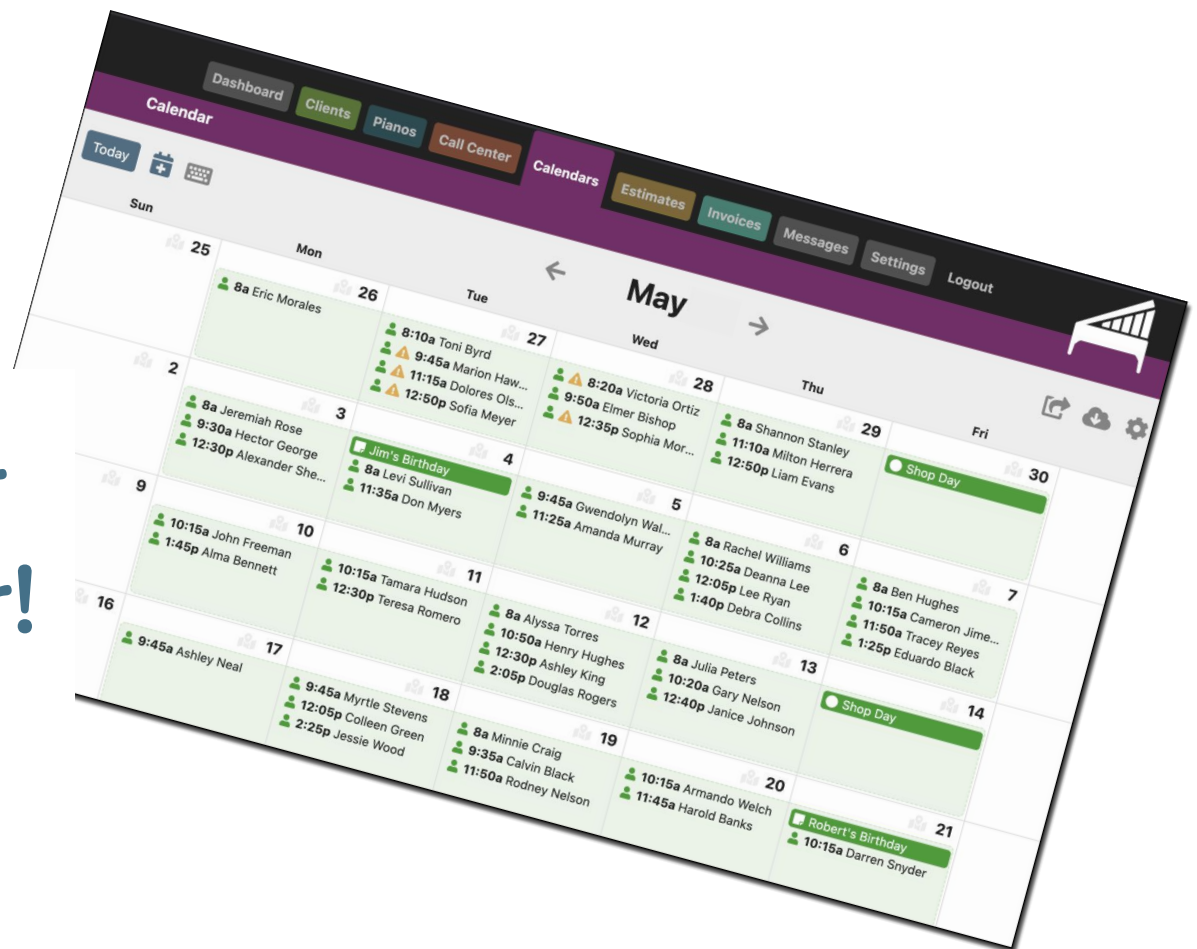 Dashboard
Clients
Pianos
Call Center
Calendars
Estimates
Invoices
Messages
Settings
Logout
Calendar
Today
May
Sun
Mon
Tue
Wed
Thu
Fri
25
26
8a Eric Morales
27
8:10a Toni Byrd
9:45a Marion Haw...
11:15a Dolores Ols...
12:50p Sofia Meyer
28
8:20a Victoria Ortiz
9:50a Elmer Bishop
12:35p Sophia Mor...
29
8a Shannon Stanley
11:10a Milton Herrera
12:50p Liam Evans
30
Shop Day
2
3
8a Jeremiah Rose
9:30a Hector George
12:30p Alexander She...
4
Jim's Birthday
8a Levi Sullivan
11:35a Don Myers
5
9:45a Gwendolyn Wal...
11:25a Amanda Murray
6
8a Rachel Williams
10:25a Deanna Lee
12:05p Lee Ryan
1:40p Debra Collins
7
8a Ben Hughes
10:15a Cameron Jime...
11:50a Tracey Reyes
1:25p Eduardo Black
9
10
10:15a John Freeman
1:45p Alma Bennett
11
10:15a Tamara Hudson
12:30p Teresa Romero
12
8a Alyssa Torres
10:50a Henry Hughes
12:30p Ashley King
2:05p Douglas Rogers
13
8a Julia Peters
10:20a Gary Nelson
12:40p Janice Johnson
14
Shop Day
16
17
9:45a Ashley Neal
18
9:45a Myrtle Stevens
12:05p Colleen Green
2:25p Jessie Wood
19
8a Minnie Craig
9:35a Calvin Black
11:50a Rodney Nelson
20
10:15a Armando Welch
11:45a Harold Banks
21
Robert's Birthday
10:15a Darren Snyder
!